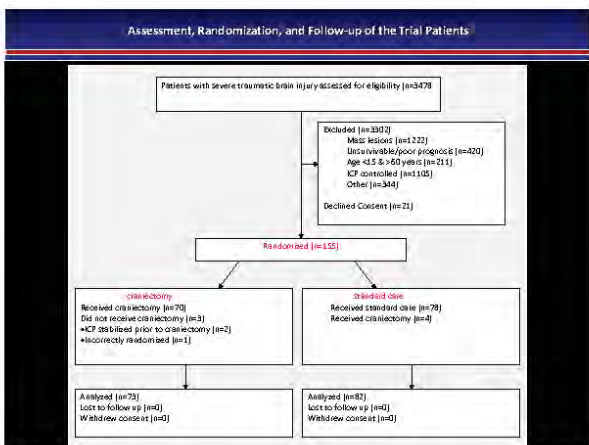 Assessment, Randomization, and Follow-up of the Trial Patients
Patients with severe traumatic brain injury assessed for eligibility (n=3478
Excluded (n=3302)
Mass lesions (n=1222)
Unsurvivable/poor prognosis (n=420)
Age <15 & >60 years (n=211)
ICP controlled (n=1105)
Other (n=344)
Declined Consent (n=21)
Randomized (n=155)
craniectomy
Received craniectomy (n=70)
Did not receive craniectomy (n=3)
•ICP stabilized prior to craniectomy (n=2)
•Incorrectly randomized (n=1)
standard care
Received standard care (n=78)
Received craniectomy (n=4)
Analyzed (n=73)
Lost to follow up (n=0)
Withdrew consent (n=0)
Analyzed (n=82)
Lost to follow up (n=0)
Withdrew consent (n=0)